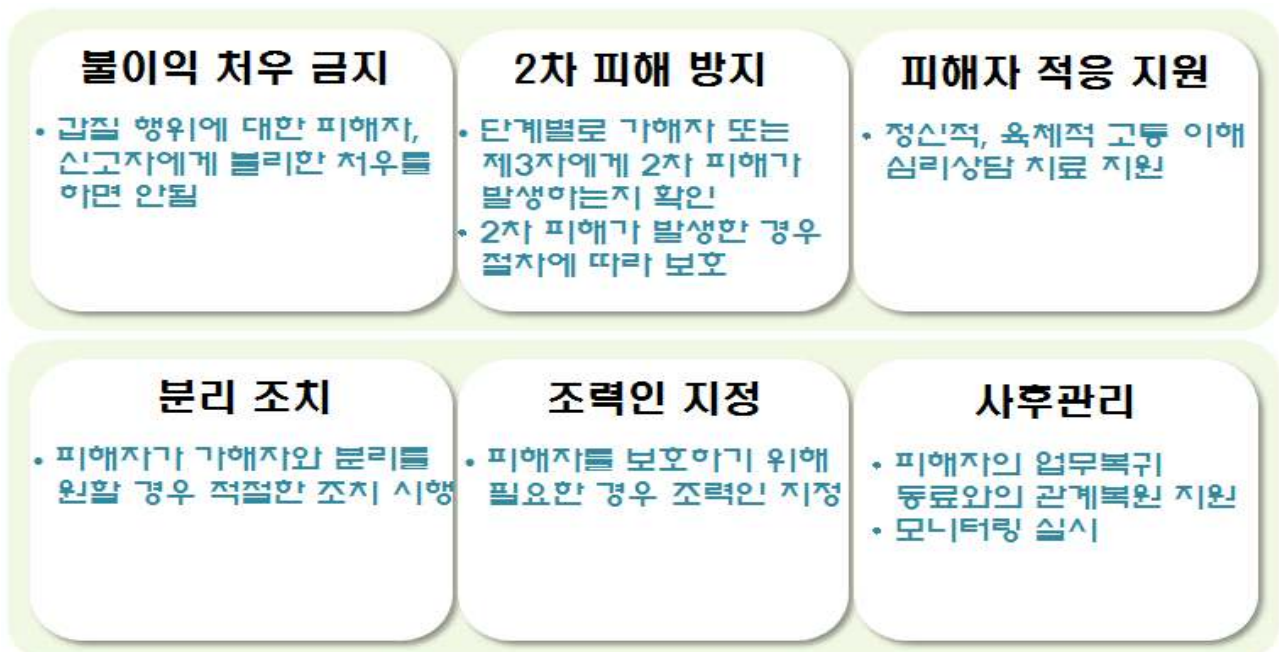 불이익 처우 금지
• 갑질 행위에 대한 피해자,
신고자에게 불리한 처우를
하면 안됨
2차 피해 방지
• 단계별로 가해자 또는
제3자에게 2차 피해가
발생하는지 확인
• 2차 피해가 발생한 경우
절차에 따라 보호
피해자 적응 지원
• 정신적, 육체적 고통 이해
심리상담 치료 지원
분리 조치
• 피해자가 가해자와 분리를
원할 경우 적절한 조치 시행
조력인 지정
• 피해자를 보호하기 위해
필요한 경우 조력인 지정
사후관리
• 피해자의 업무복귀
동료와의 관계복원 지원
• 모니터링 실시